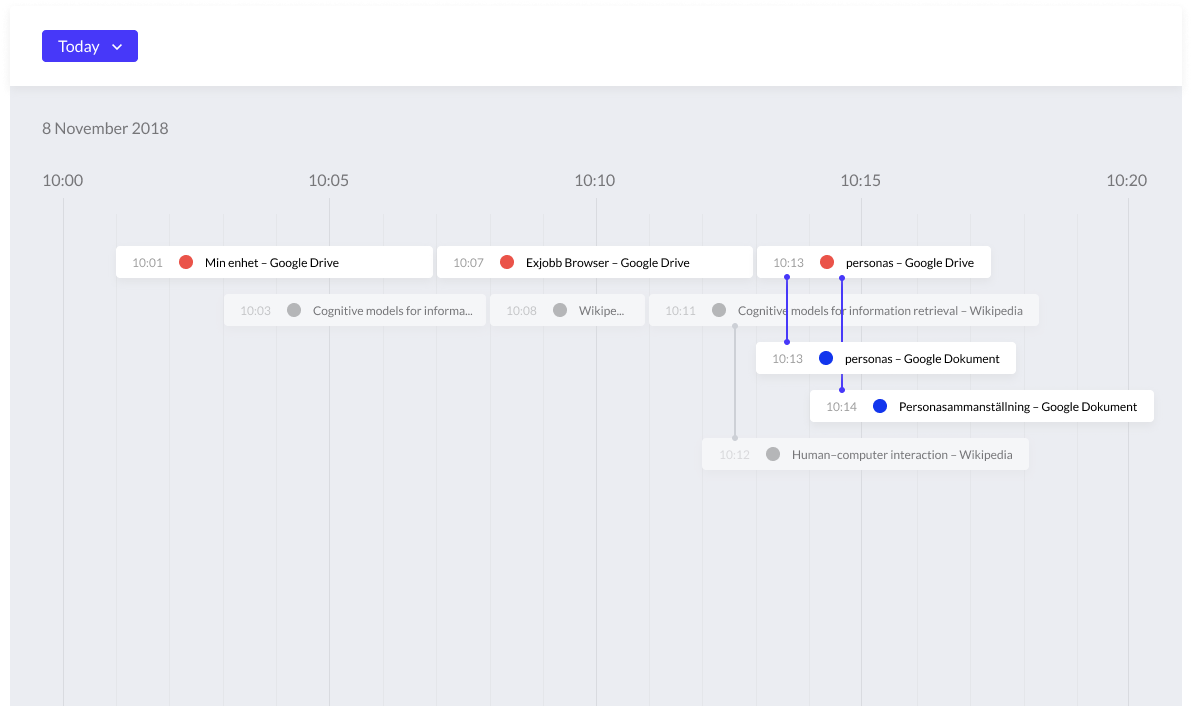 Today
8 November 2018
10:00 10:05 10:10 10:15 10:20
10:01 Min enhet – Google Drive 10:07 Exjobb Browser – Google Drive 10:13 personas – Google Drive
10:03 Cognitive models for informa... 10:08 Wikipe... 10:11 Cognitive models for information retrieval – Wikipedia
10:13 personas – Google Dokument
10:14 Personasammanställning – Google Dokument
10:12 Human–computer interaction – Wikipedia